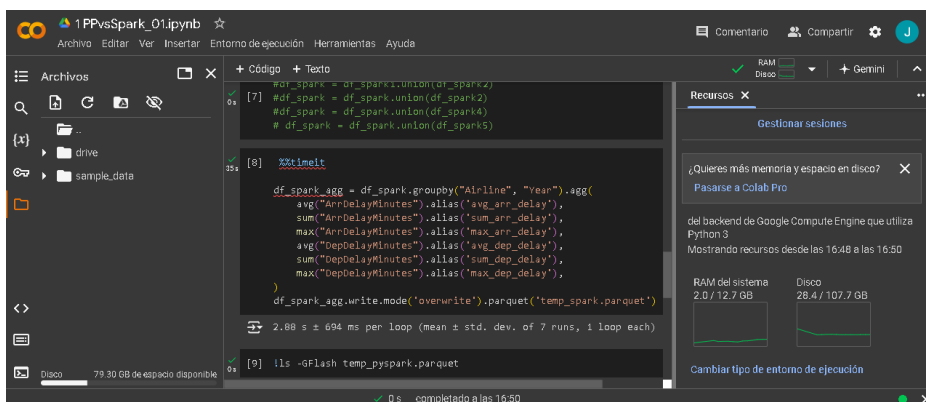 1 PPvsSpark_01.ipynb
Archivo Editar Ver Insertar Entorno de ejecución Herramientas Ayuda
Comentario Compartir J
Archivos
+ Código + Texto
RAM
Disco
Gemini
..
drive
sample_data
{x}
0 s
[7]
#df_spark = df_spark1.union(df_spark2)
#df_spark = df_spark.union(df_spark2)
#df_spark = df_spark.union(df_spark4)
# df_spark = df_spark.union(df_spark5)
35s
[8] %%timeit
df_spark_agg = df_spark.groupby("Airline", "Year").agg(
avg("ArrDelayMinutes").alias('avg_arr_delay'),
sum("ArrDelayMinutes").alias('sum_arr_delay'),
max("ArrDelayMinutes").alias('max_arr_delay'),
avg("DepDelayMinutes").alias('avg_dep_delay'),
sum("DepDelayMinutes").alias('sum_dep_delay'),
max("DepDelayMinutes").alias('max_dep_delay'),
)
df_spark_agg.write.mode('overwrite').parquet('temp_spark.parquet')
2.88 s ± 694 ms per loop (mean ± std. dev. of 7 runs, 1 loop each)
0 s
[9] !ls -GFlash temp_pyspark.parquet
Disco 79.30 GB de espacio disponible
Recursos X
Gestionar sesiones
¿Quieres más memoria y espacio en disco?
Pasarse a Colab Pro
del backend de Google Compute Engine que utiliza
Python 3
Mostrando recursos desde las 16:48 a las 16:50
RAM del sistema
2.0 / 12.7 GB
Disco
28.4 / 107.7 GB
Cambiar tipo de entorno de ejecución
0 s completado a las 16:50